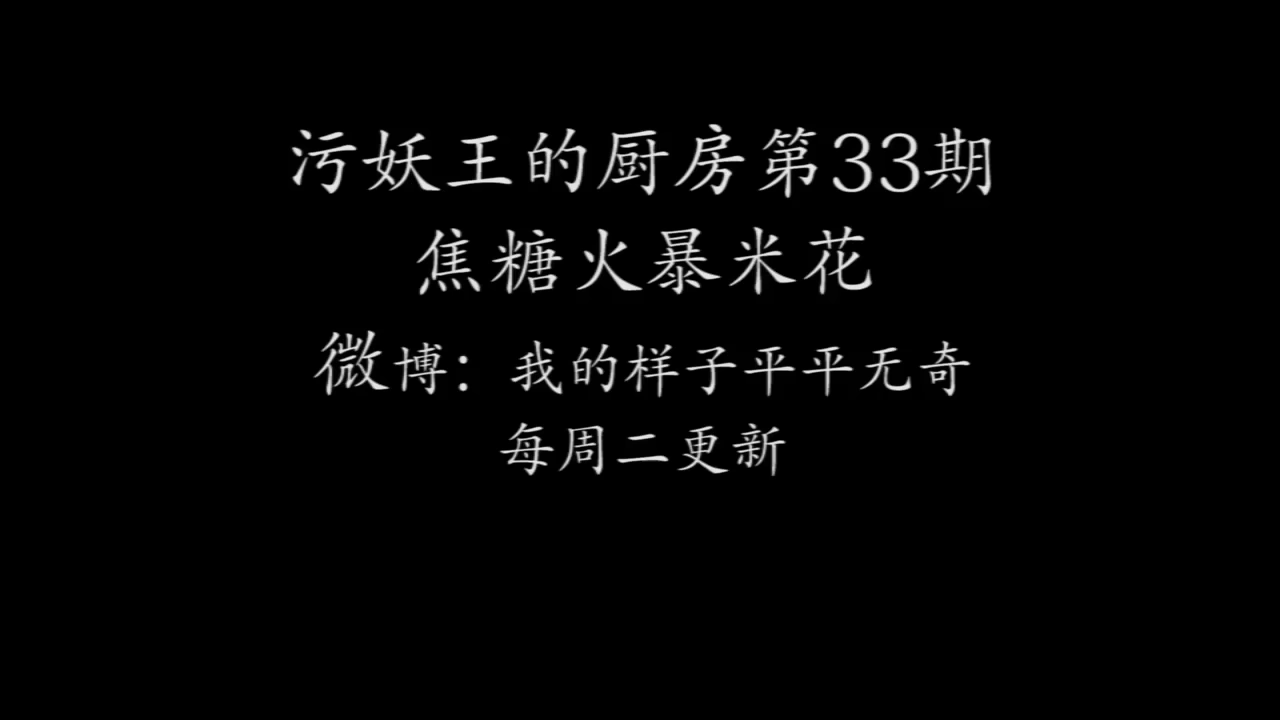 污妖王的厨房第33期
焦糖火暴米花
微博：我的样子平平无奇
每周二更新